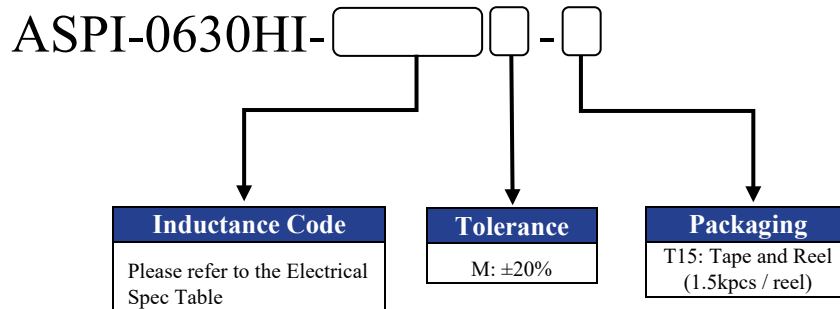 ASPI-0630HI- -
Inductance Code
Please refer to the Electrical
Spec Table
Tolerance
M: ±20%
Packaging
T15: Tape and Reel
(1.5kpcs / reel)